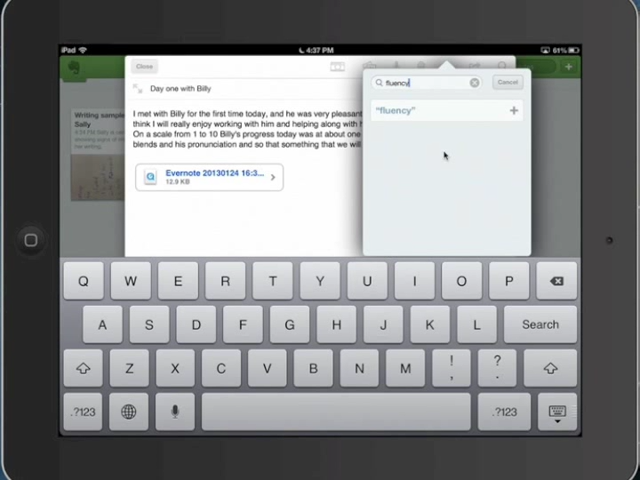 iPad 4:37 PM 61%
Close
fluency Cancel
Day one with Billy
"fluency" +
Writing sample
Sally
I met with Billy for the first time today, and he was very pleasant
think I will really enjoy working with him and helping along with
On a scale from 1 to 10 Billy's progress today was at about one
blends and his pronunciation and so that something that we will
Evernote 20130124 16:3...
12.9 KB
Q W E R T Y U I O P
A S D F G H J K L Search
Z X C V B N M ! , ? .
.?123 .?123